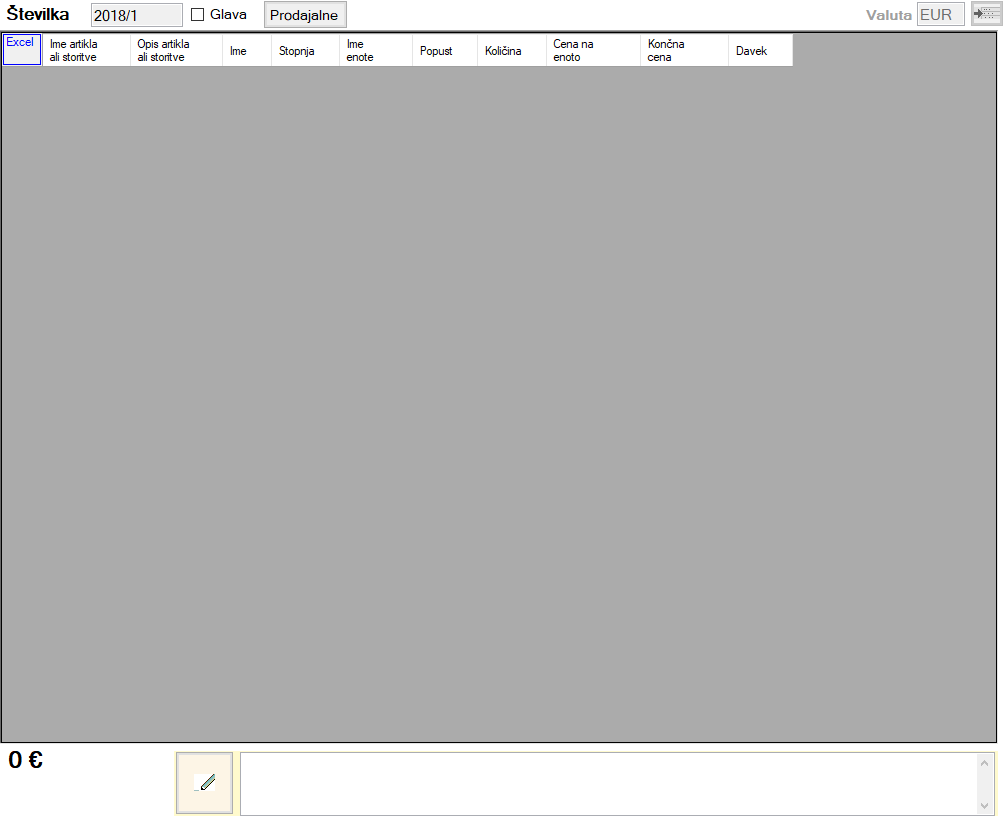 Številka 2018/1 Glava Prodajalne Valuta EUR
Excel
Ime artikla
ali storitve
Opis artikla
ali storitve
Ime
Stopnja
Ime
enote
Popust
Količina
Cena na
enoto
Končna
cena
Davek
0 €